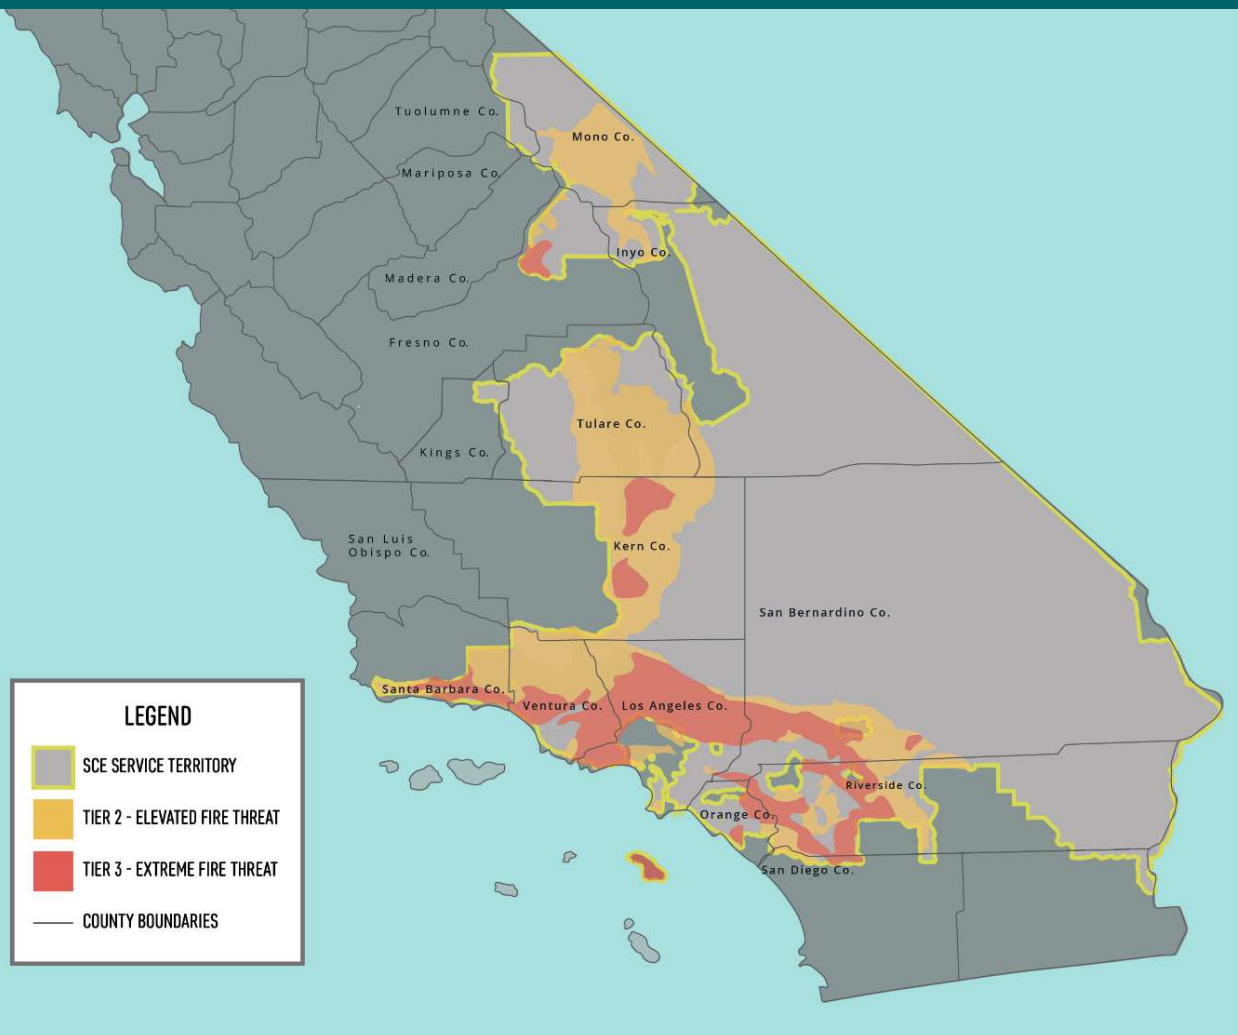 Tuolumne Co.
Mono Co.
Mariposa Co.
Inyo Co.
Madera Co.
Fresno Co.
Tulare Co.
Kings Co.
San Luis
Obispo Co.
Kern Co.
San Bernardino Co.
Santa Barbara Co.
Ventura Co.
Los Angeles Co.
Riverside Co.
Orange Co.
San Diego Co.
LEGEND
SCE SERVICE TERRITORY
TIER 2 - ELEVATED FIRE THREAT
TIER 3 - EXTREME FIRE THREAT
COUNTY BOUNDARIES